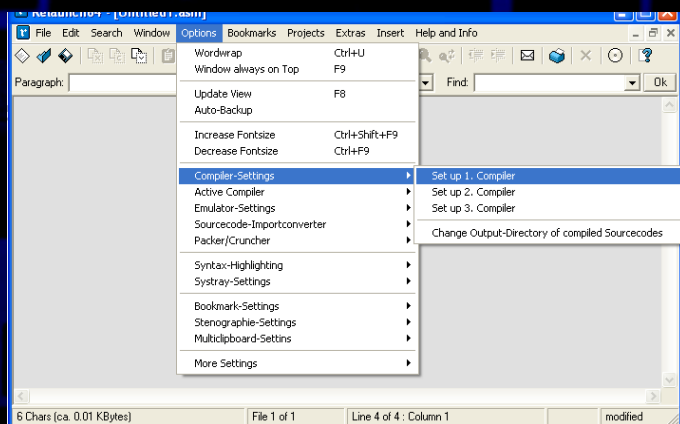 Relaunch64 - [Untitled1.asm]
File Edit Search Window Options Bookmarks Projects Extras Insert Help and Info
Paragraph: Find: Ok
Wordwrap Ctrl+U
Window always on Top F9
Update View F8
Auto-Backup
Increase Fontsize Ctrl+Shift+F9
Decrease Fontsize Ctrl+F9
Compiler-Settings
Set up 1. Compiler
Active Compiler
Set up 2. Compiler
Emulator-Settings
Set up 3. Compiler
Sourcecode-Importconverter
Change Output-Directory of compiled Sourcecodes
Packer/Cruncher
Syntax-Highlighting
Systray-Settings
Bookmark-Settings
Stenographie-Settings
Multiclipboard-Settins
More Settings
6 Chars (ca. 0.01 KBytes) File 1 of 1 Line 4 of 4 : Column 1 modified